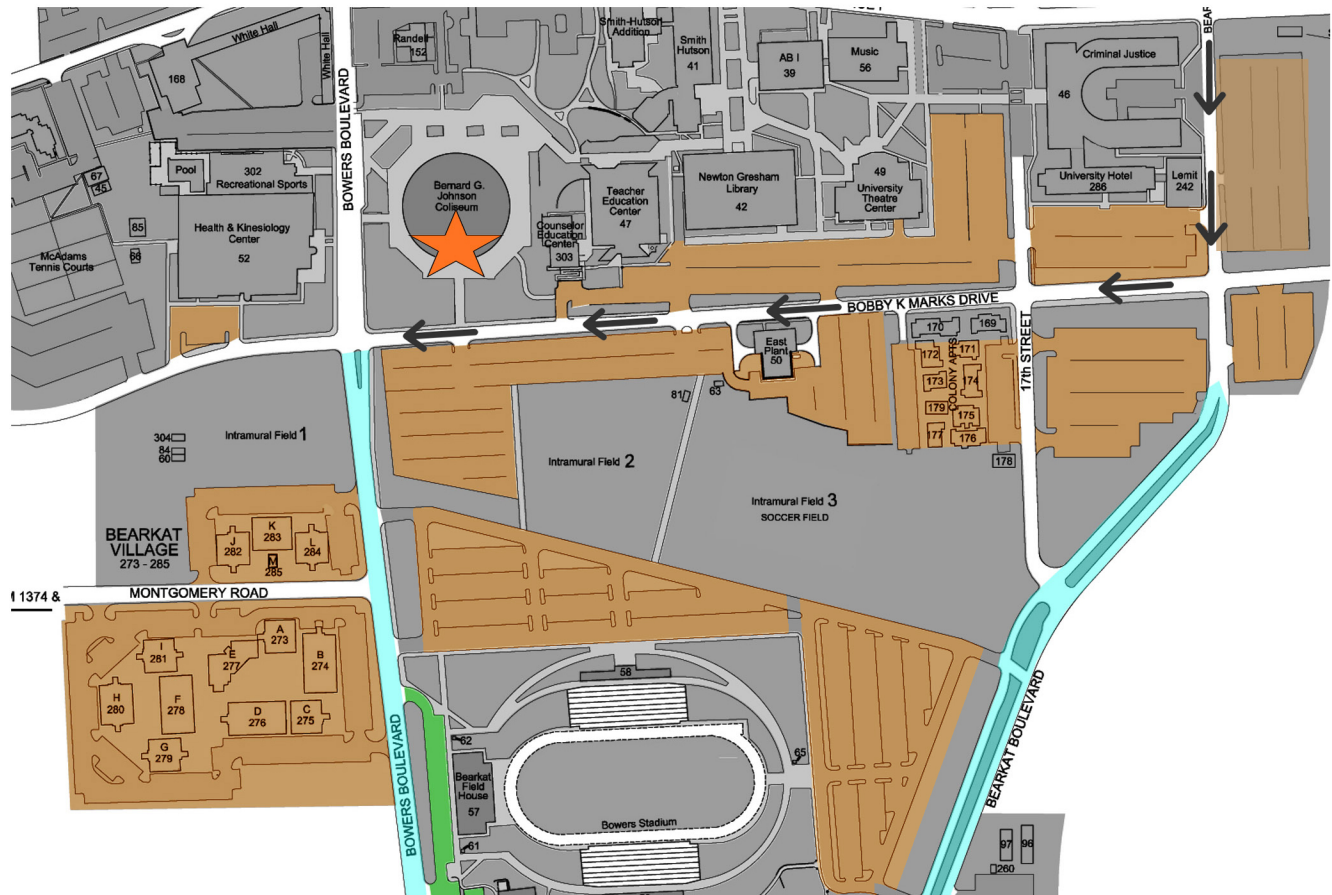 White Hall
168
White Hall
BOWERS BOULEVARD
Randell
152
Smith-Hutson
Addition
Smith
Hutson
41
AB I
39
Music
56
Criminal Justice
46
BEAR
67
45
Pool
302
Recreational Sports
85
66
Health & Kinesiology
Center
52
McAdams
Tennis Courts
Bernard G.
Johnson
Coliseum
Counselor
Education
Center
303
Teacher
Education
Center
47
Newton Gresham
Library
42
49
University
Theatre
Center
University Hotel
286
Lemit
242
BOBBY K MARKS DRIVE
17th STREET
East
Plant
50
170
169
172
171
173
174
179
175
177
176
178
COLONY APTS
81
63
304
84
60
Intramural Field 1
Intramural Field 2
Intramural Field 3
SOCCER FIELD
BEARKAT
VILLAGE
273 - 285
J
282
K
283
L
284
M
285
1374 &
MONTGOMERY ROAD
A
273
B
274
I
281
E
277
H
280
F
278
D
276
C
275
G
279
BOWERS BOULEVARD
58
62
65
Bearkat
Field
House
57
61
Bowers Stadium
BEARKAT BOULEVARD
97
96
260